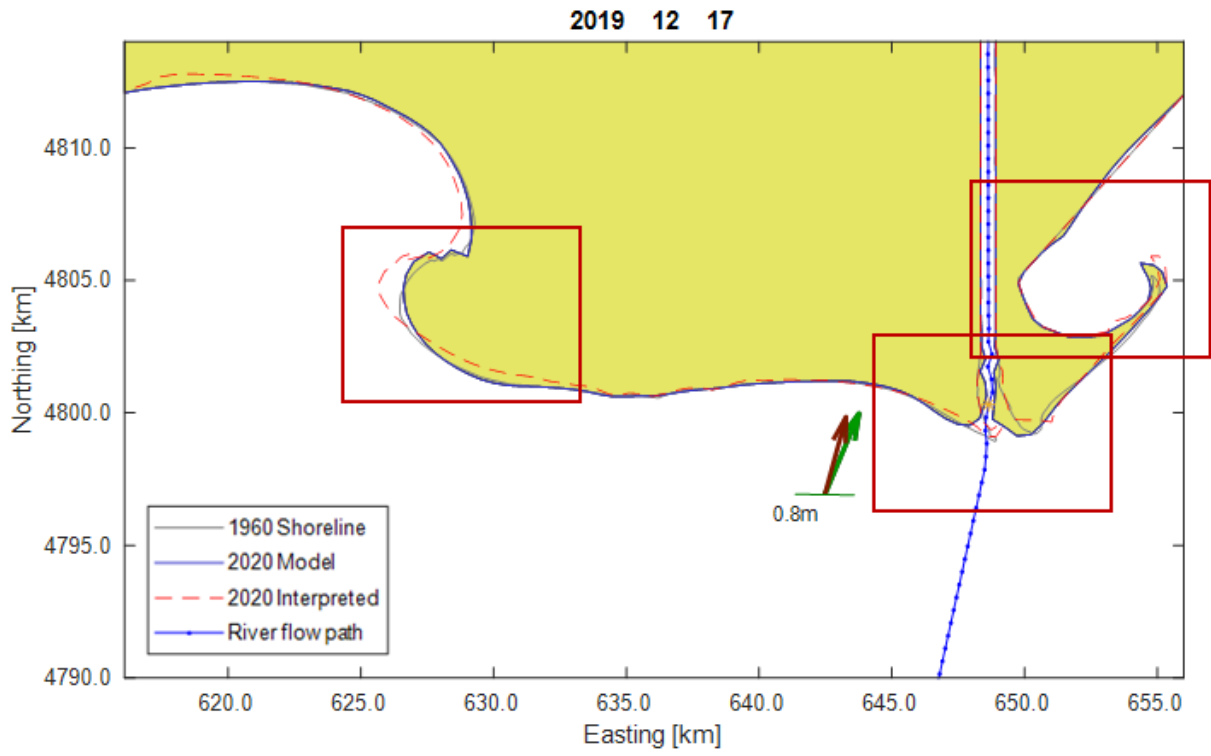 2019 12 17
4810.0
4805.0
4800.0
4795.0
4790.0
Northing [km]
0.8m
1960 Shoreline
2020 Model
2020 Interpreted
River flow path
620.0 625.0 630.0 635.0 640.0 645.0 650.0 655.0
Easting [km]